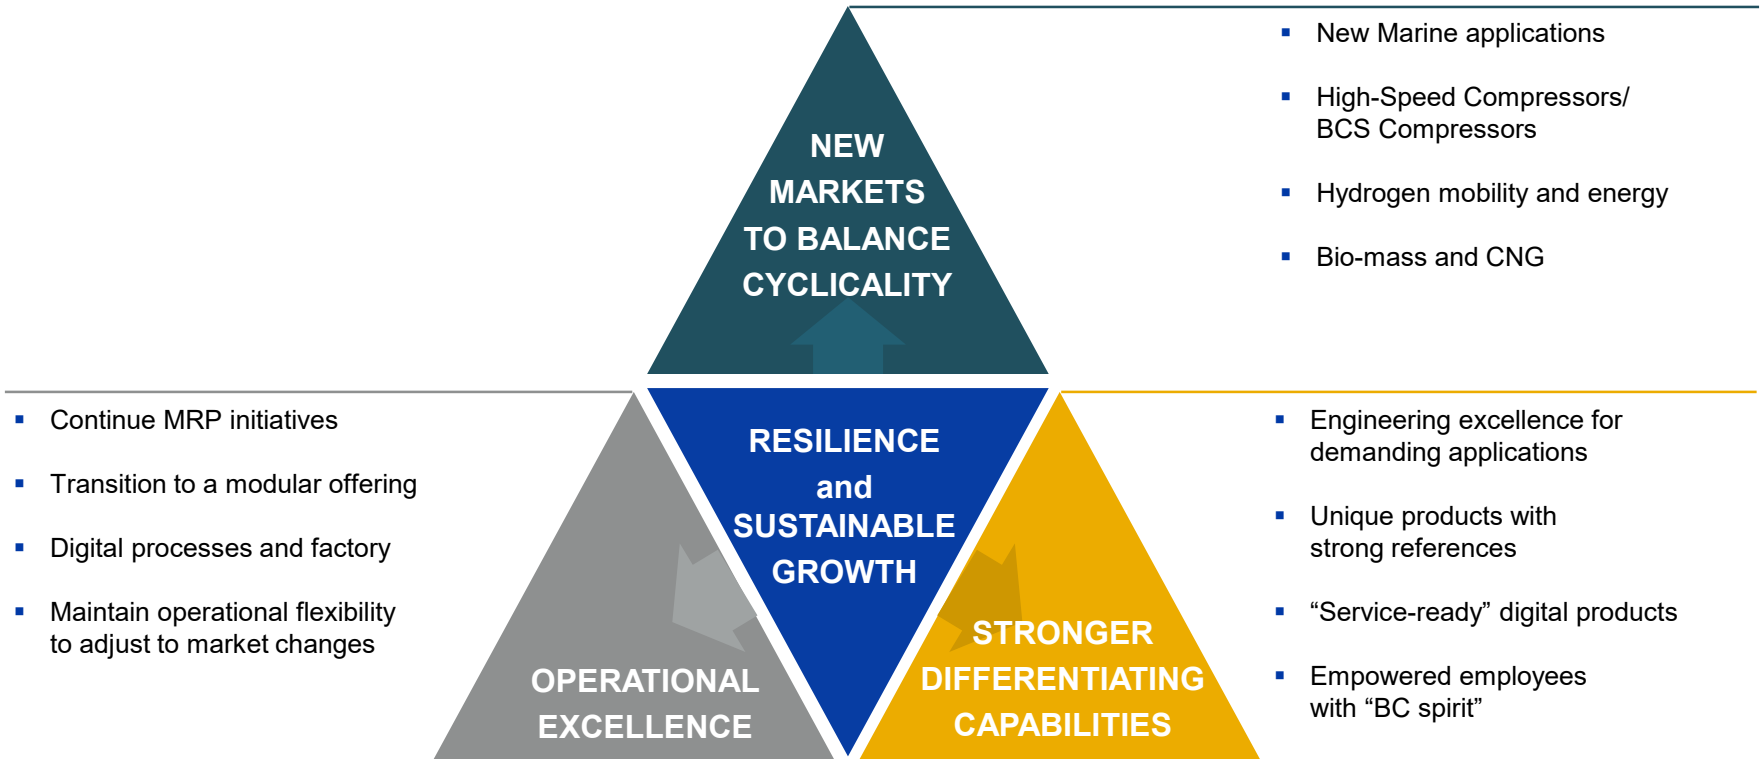 NEW
MARKETS
TO BALANCE
CYCLICALITY
▪ New Marine applications
▪ High-Speed Compressors/
BCS Compressors
▪ Hydrogen mobility and energy
▪ Bio-mass and CNG
▪ Continue MRP initiatives
▪ Transition to a modular offering
▪ Digital processes and factory
▪ Maintain operational flexibility
to adjust to market changes
OPERATIONAL
EXCELLENCE
RESILIENCE
and
SUSTAINABLE
GROWTH
STRONGER
DIFFERENTIATING
CAPABILITIES
▪ Engineering excellence for
demanding applications
▪ Unique products with
strong references
▪ “Service-ready” digital products
▪ Empowered employees
with “BC spirit”